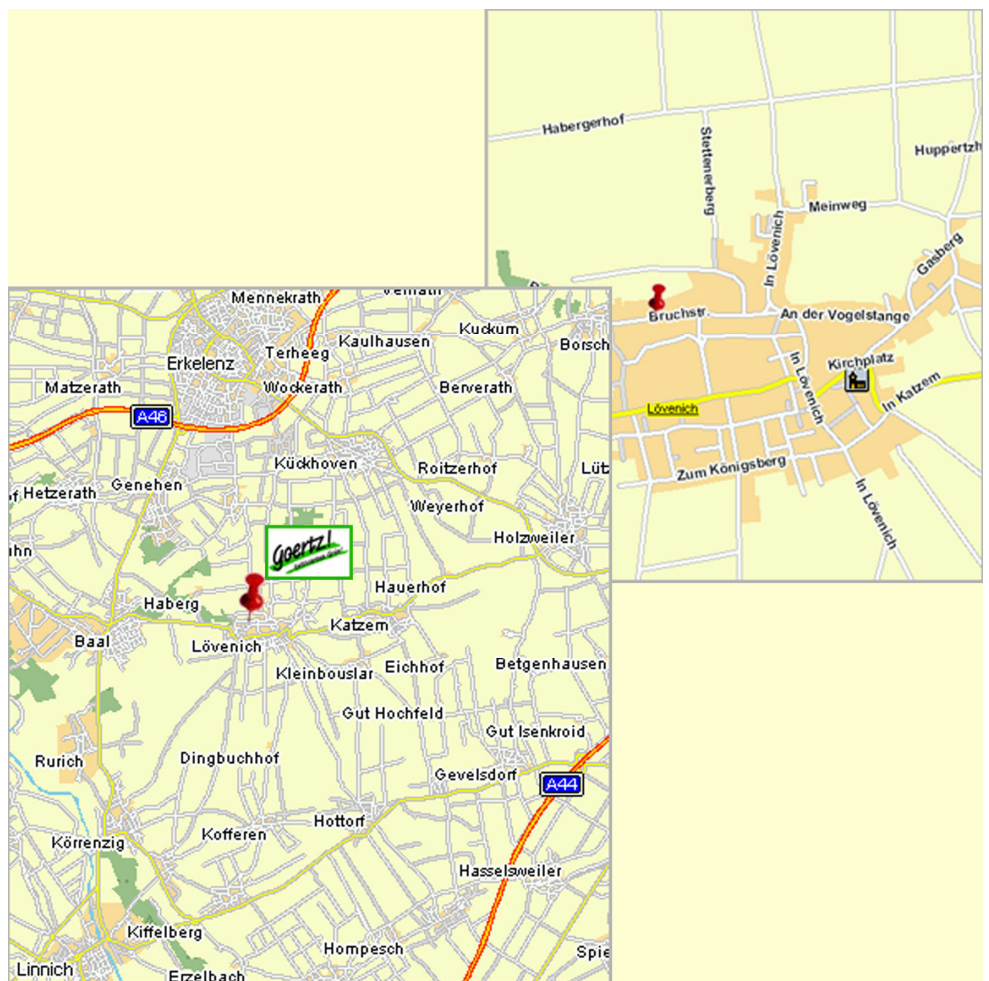 Habergerhof
Stettenerberg
Meinweg
In Lövenich
Gasberg
Bruchstr.
An der Vogelstange
Kirchplatz
In Lövenich
In Katzem
Lövenich
Zum Königsberg
In Lövenich
Mennekrath
Terheeg
Kaulhausen
Kuckum
Erkelenz
Matzerath
Wockerath
Berverath
A46
Kückhoven
Roitzerhof
Hetzerath
Genehen
Weyerhof
Holzweiler
Goertz!
Haberg
Hauerhof
Baal
Katzem
Lövenich
Kleinbouslar
Eichhof
Betgenhausen
Gut Hochfeld
Gut Isenkroid
Rurich
Dingbuchhof
Gevelsdorf
A44
Hottorf
Körrenzig
Kofferen
Hasselsweiler
Kiffelberg
Hompesch
Linnich
Erzelbach